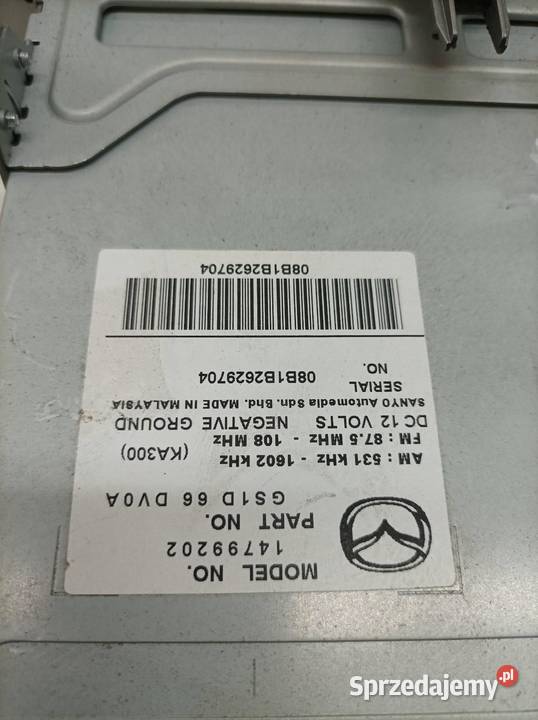 MODEL NO.
14799202
PART NO.
GS1D 66 DV0A
AM : 531 kHz - 1602 kHz
FM : 87.5 MHz - 108 MHz
(KA300)
DC 12 VOLTS NEGATIVE GROUND
SANYO Automedia Sdn. Bhd. MADE IN MALAYSIA
SERIAL
NO.
08B1B2629704
08B1B2629704
Sprzedajemy.pl